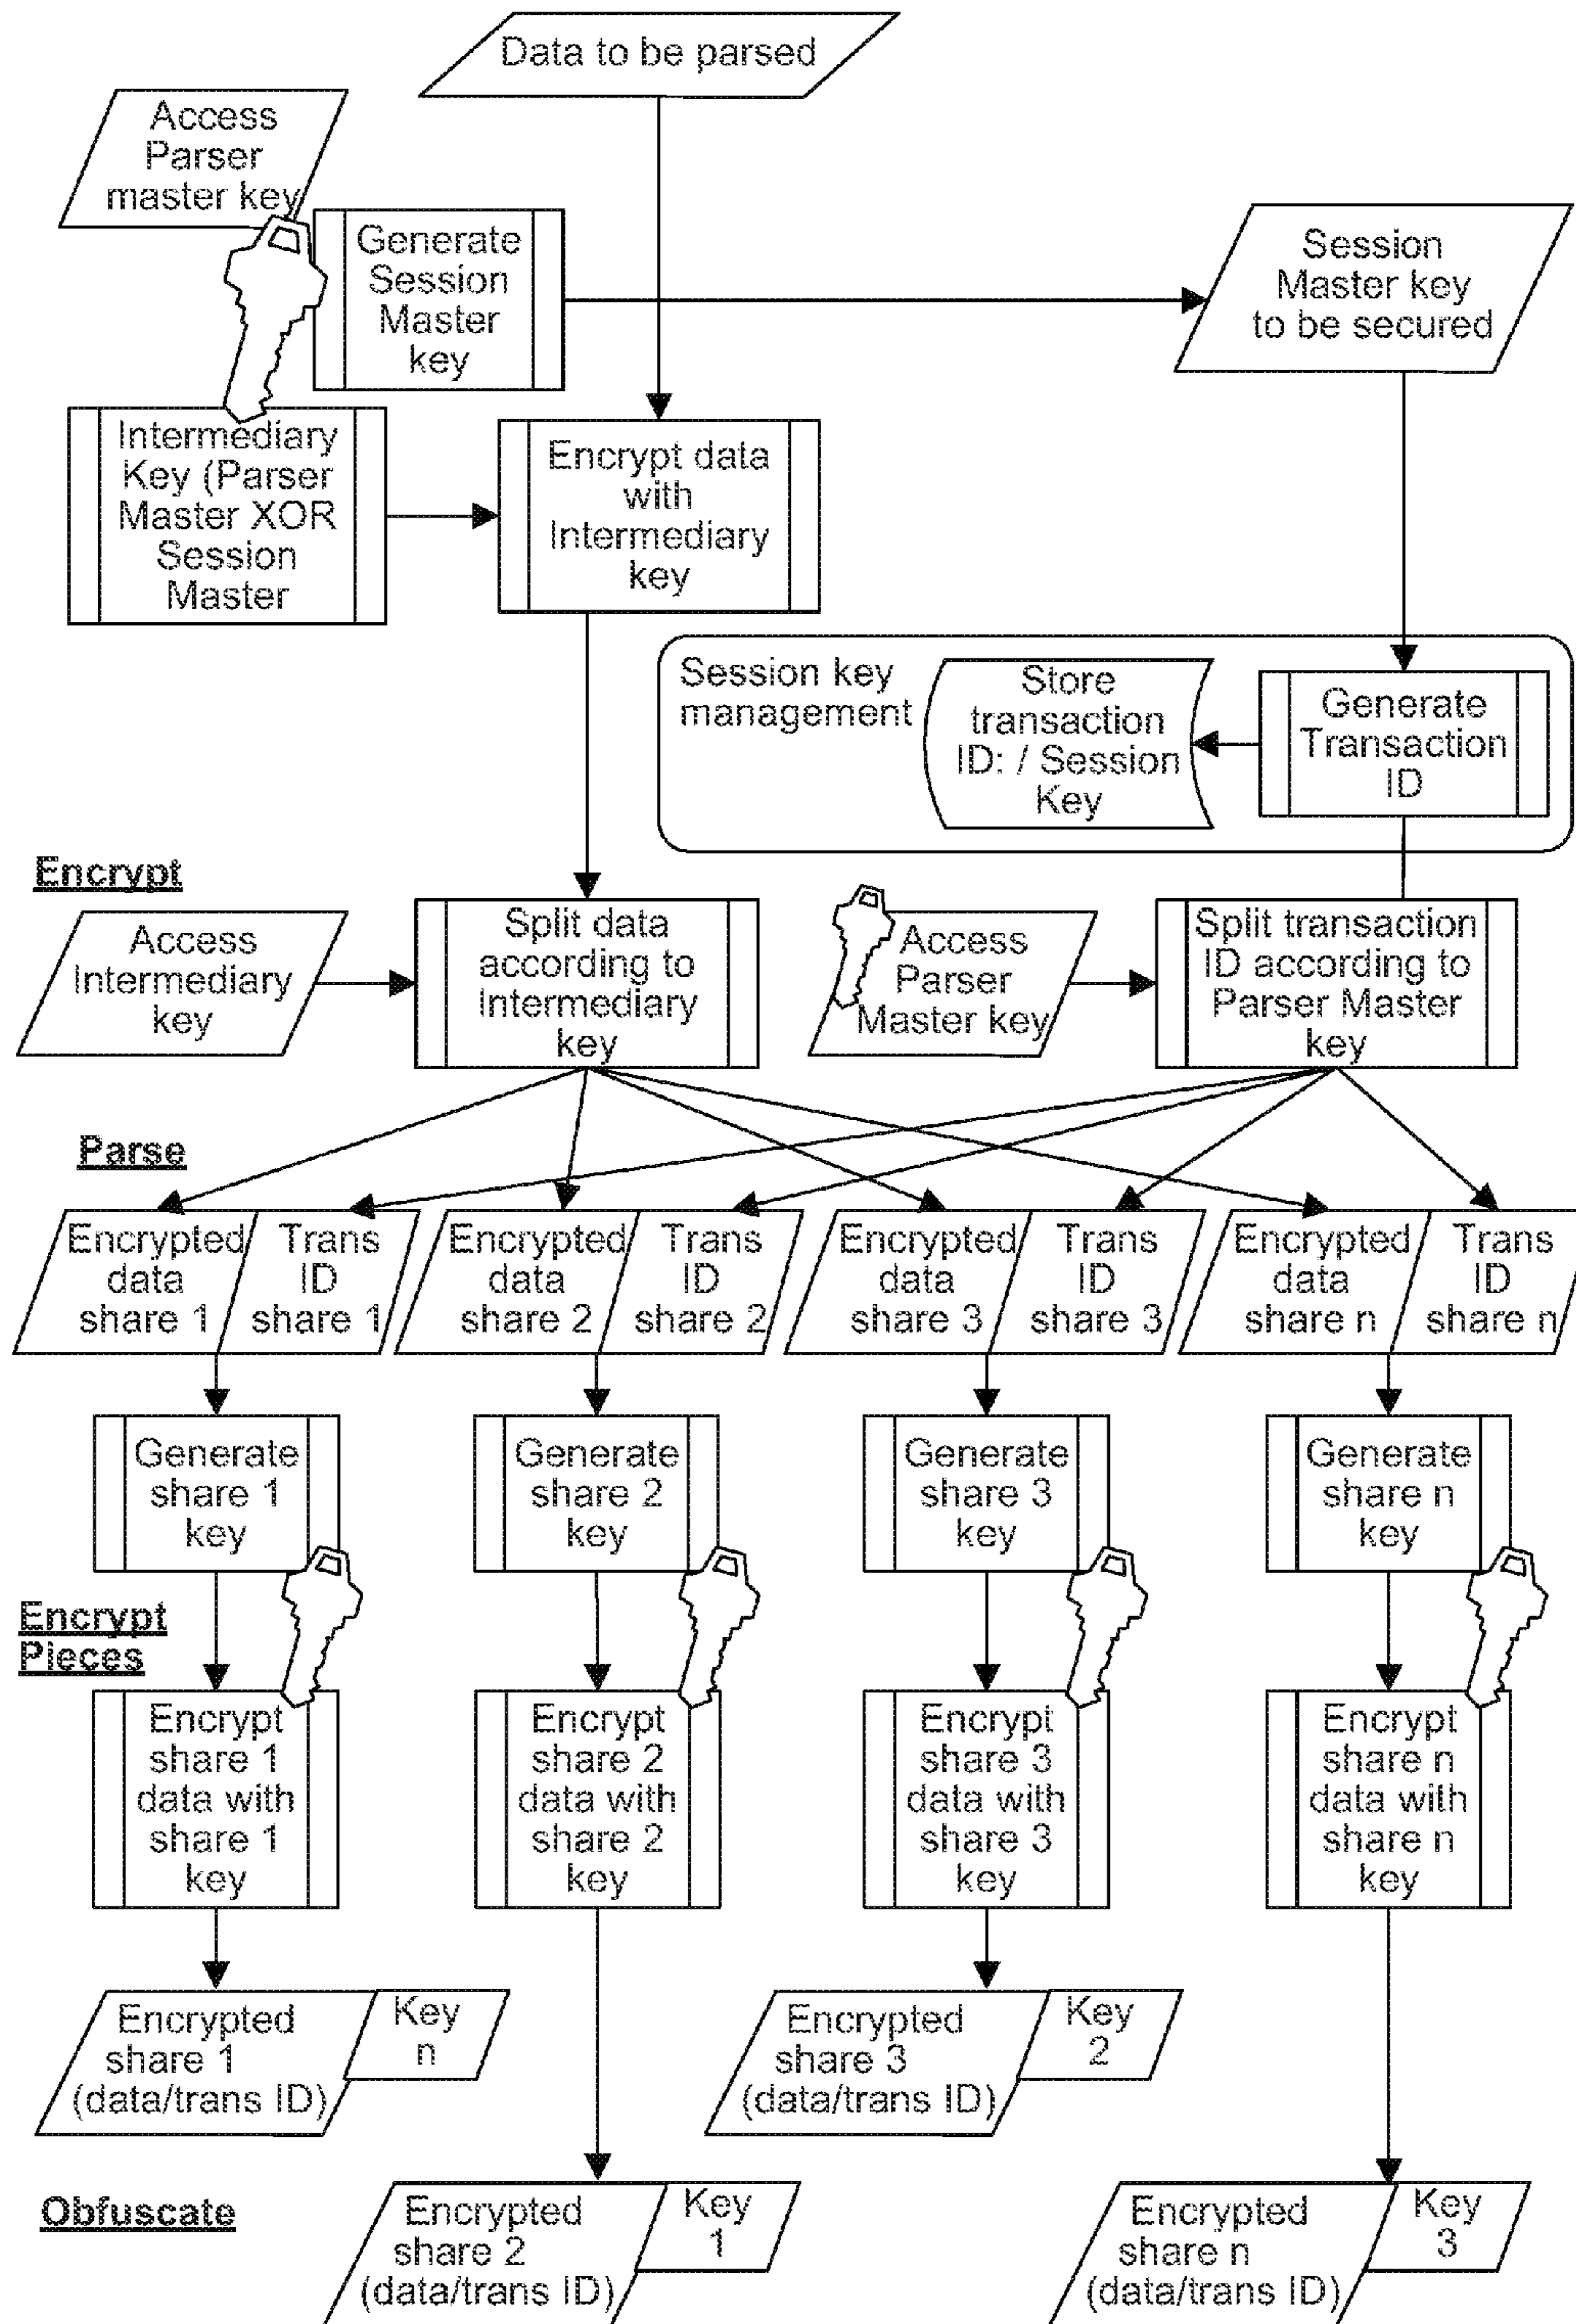 Data to be parsed
Access
Parser
master key
Generate
Session
Master
key
Session
Master key
to be secured
Intermediary
Key (Parser
Master XOR
Session
Master
Encrypt data
with
Intermediary
key
Session key
management
Store
transaction
ID: / Session
Key
Generate
Transaction
ID
Encrypt
Access
Intermediary
key
Split data
according to
Intermediary
key
Access
Parser
Master key
Split transaction
ID according to
Parser Master
key
Parse
Encrypted
data
share 1
Trans
ID
share 1
Encrypted
data
share 2
Trans
ID
share 2
Encrypted
data
share 3
Trans
ID
share 3
Encrypted
data
share n
Trans
ID
share n
Generate
share 1
key
Generate
share 2
key
Generate
share 3
key
Generate
share n
key
Encrypt
Pieces
Encrypt
share 1
data with
share 1
key
Encrypt
share 2
data with
share 2
key
Encrypt
share 3
data with
share 3
key
Encrypt
share n
data with
share n
key
Encrypted
share 1
(data/trans ID)
Key
n
Encrypted
share 3
(data/trans ID)
Key
2
Obfuscate
Encrypted
share 2
(data/trans ID)
Key
1
Encrypted
share n
(data/trans ID)
Key
3